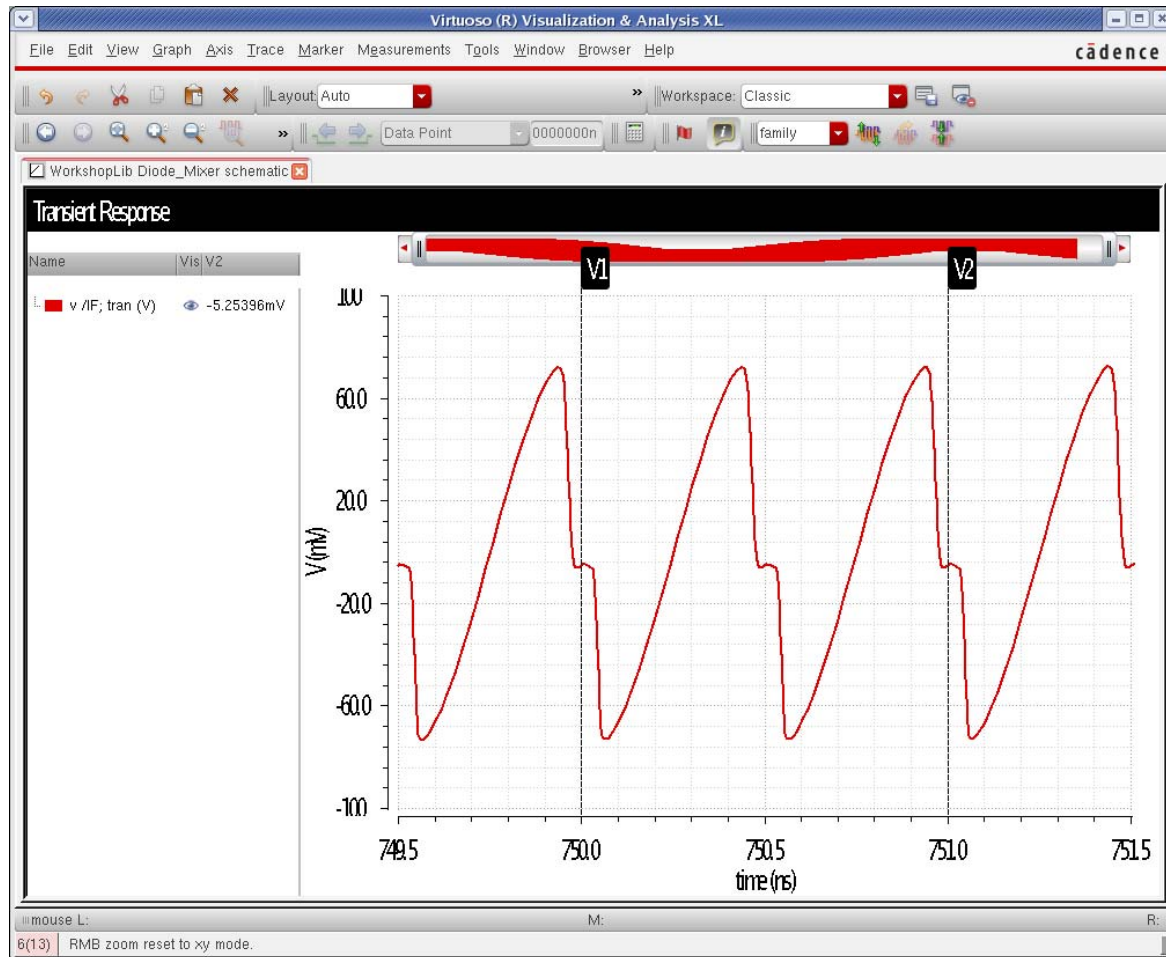 Virtuoso (R) Visualization & Analysis XL
File Edit View Graph Axis Trace Marker Measurements Tools Window Browser Help
cādence
Layout: Auto » Workspace: Classic
» Data Point 0000000n family
WorkshopLib Diode_Mixer schematic
Transient Response
Name Vis V2
v /IF; tran (V) -5.25396mV
V1 V2
100
60.0
20.0
-20.0
-60.0
-100
V (mV)
749.5 750.0 750.5 751.0 751.5
time (ns)
mouse L: M: R:
6(13) RMB zoom reset to xy mode.